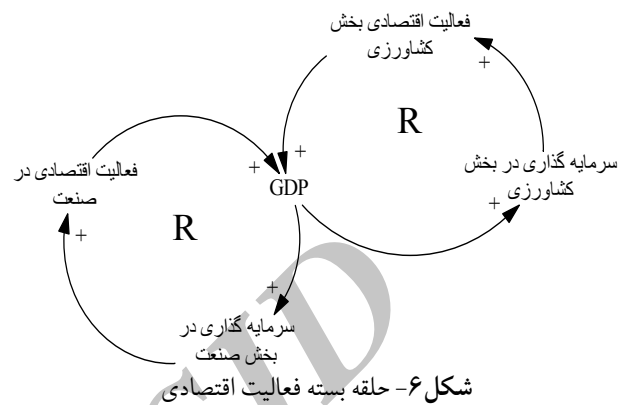 فعالیت اقتصادی بخش
کشاورزی
+
+
R
+
سرمایه گذاری در بخش
کشاورزی
+
فعالیت اقتصادی در
صنعت
+
GDP
+
R
+
سرمایه گذاری در
بخش صنعت
شکل۶- حلقه بسته فعالیت اقتصادی